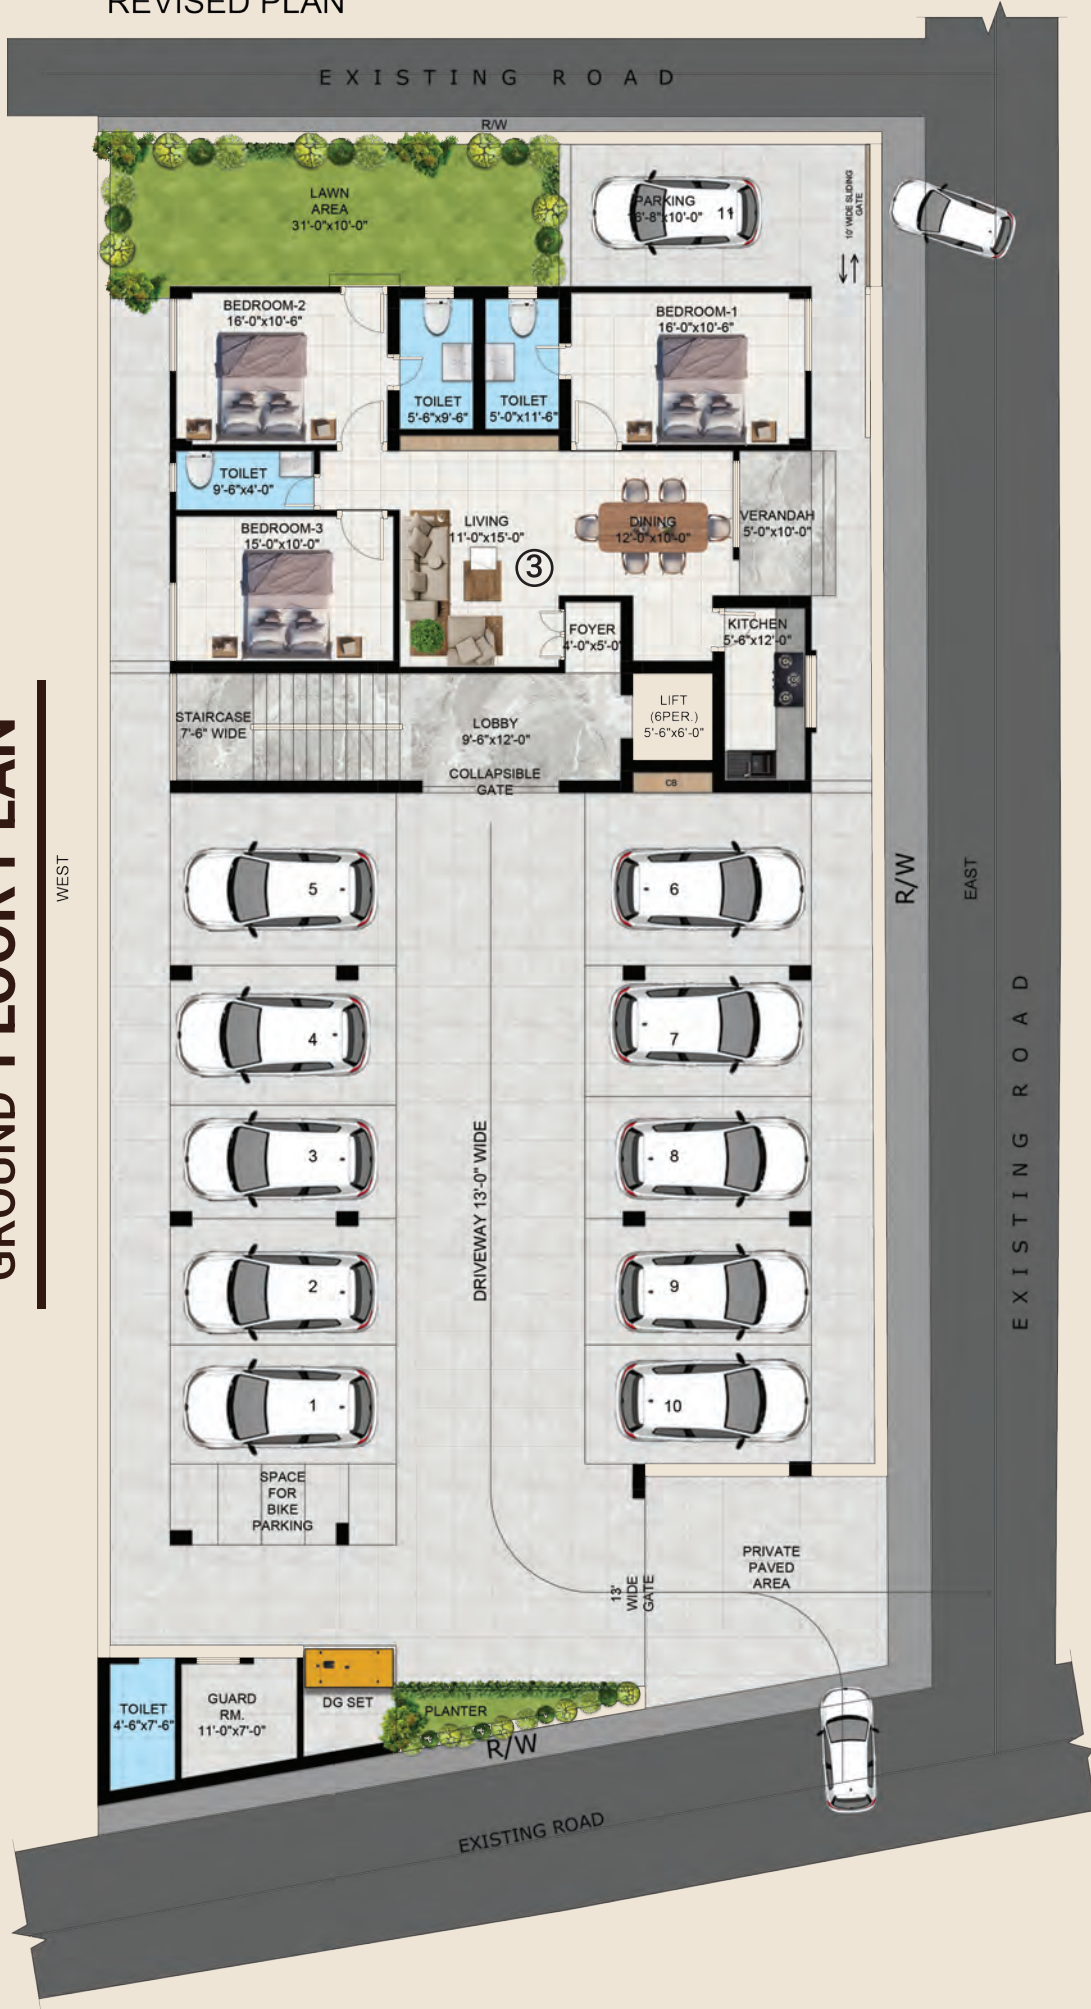 REVISED PLAN
EXISTING ROAD
R/W
LAWN
AREA
31'-0"x10'-0"
PARKING
16'-8"x10'-0"
11
10' WIDE SLIDING
GATE
BEDROOM-2
16'-0"x10'-6"
BEDROOM-1
16'-0"x10'-6"
TOILET
5'-6"x9'-6"
TOILET
5'-0"x11'-6"
TOILET
9'-6"x4'-0"
BEDROOM-3
15'-0"x10'-0"
LIVING
11'-0"x15'-0"
3
DINING
12'-0"x10'-0"
VERANDAH
5'-0"x10'-0"
FOYER
4'-0"x5'-0"
KITCHEN
5'-6"x12'-0"
STAIRCASE
7'-6" WIDE
LOBBY
9'-6"x12'-0"
LIFT
(6PER.)
5'-6"x6'-0"
COLLAPSIBLE
GATE
CB
GROUND FLOOR PLAN
WEST
R/W
EAST
EXISTING ROAD
5
6
4
7
3
8
2
9
1
10
DRIVEWAY 13'-0" WIDE
SPACE
FOR
BIKE
PARKING
13'
WIDE
GATE
PRIVATE
PAVED
AREA
TOILET
4'-6"x7'-6"
GUARD
RM.
11'-0"x7'-0"
DG SET
PLANTER
R/W
EXISTING ROAD